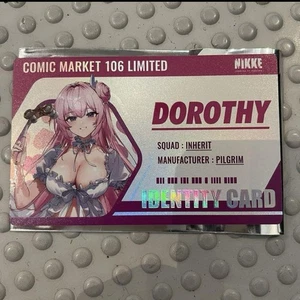 COMIC MARKET 106 LIMITED
NIKKE
DOROTHY
SQUAD : INHERIT
MANUFACTURER : PILGRIM
IDENTITY CARD